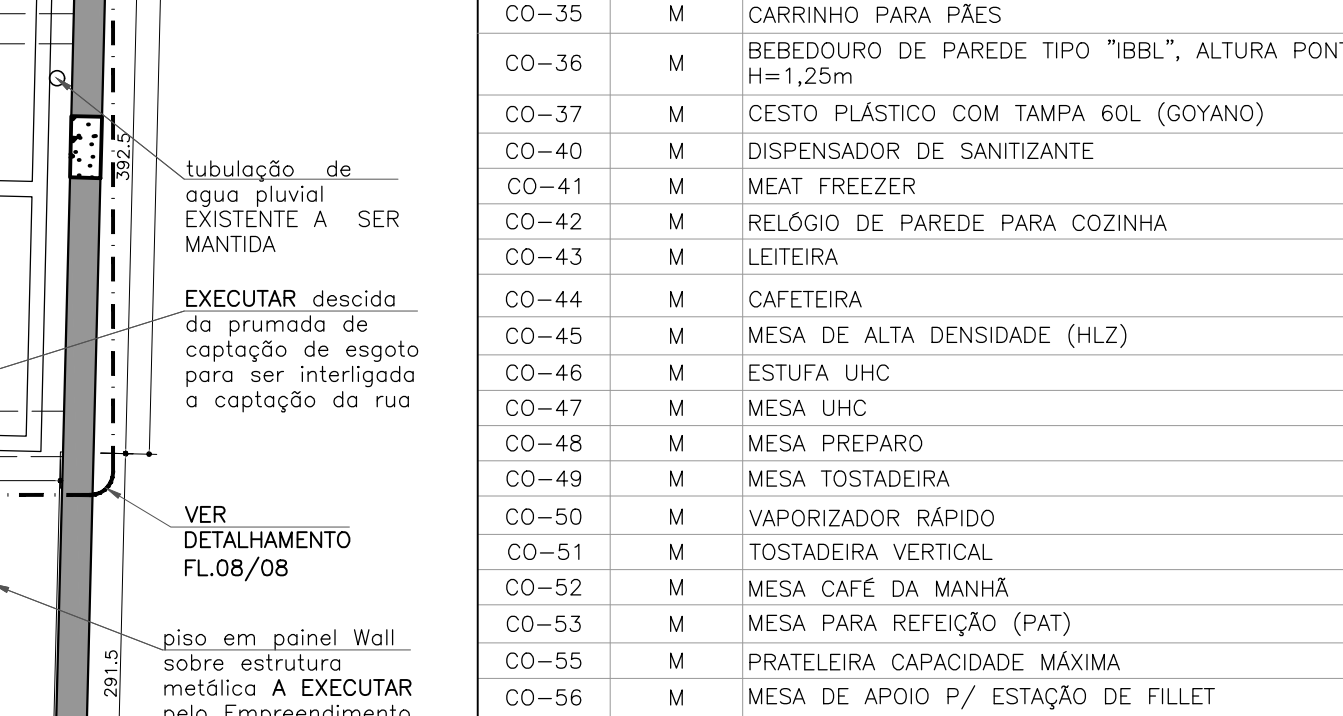 392.5
tubulação de
agua pluvial
EXISTENTE A SER
MANTIDA
EXECUTAR descida
da prumada de
captação de esgoto
para ser interligada
a captação da rua
VER
DETALHAMENTO
FL.08/08
291.5
piso em painel Wall
sobre estrutura
metálica A EXECUTAR
pelo Empreendimento
CO-35 M CARRINHO PARA PÃES
CO-36 M BEBEDOURO DE PAREDE TIPO "IBBL", ALTURA PONT
H=1,25m
CO-37 M CESTO PLÁSTICO COM TAMPA 60L (GOYANO)
CO-40 M DISPENSADOR DE SANITIZANTE
CO-41 M MEAT FREEZER
CO-42 M RELÓGIO DE PAREDE PARA COZINHA
CO-43 M LEITEIRA
CO-44 M CAFETEIRA
CO-45 M MESA DE ALTA DENSIDADE (HLZ)
CO-46 M ESTUFA UHC
CO-47 M MESA UHC
CO-48 M MESA PREPARO
CO-49 M MESA TOSTADEIRA
CO-50 M VAPORIZADOR RÁPIDO
CO-51 M TOSTADEIRA VERTICAL
CO-52 M MESA CAFÉ DA MANHÃ
C0-53 M MESA PARA REFEIÇÃO (PAT)
CO-55 M PRATELEIRA CAPACIDADE MÁXIMA
CO-56 M MESA DE APOIO P/ ESTAÇÃO DE FILLET